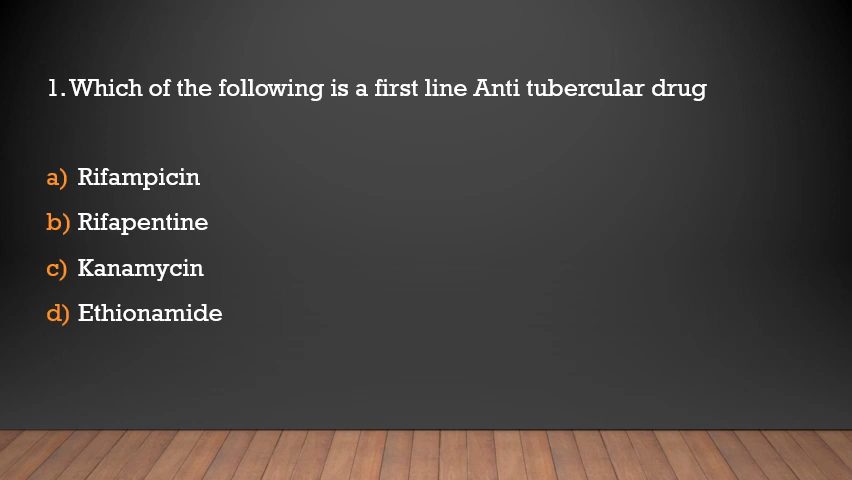 1. Which of the following is a first line Anti tubercular drug
a) Rifampicin
b) Rifapentine
c) Kanamycin
d) Ethionamide